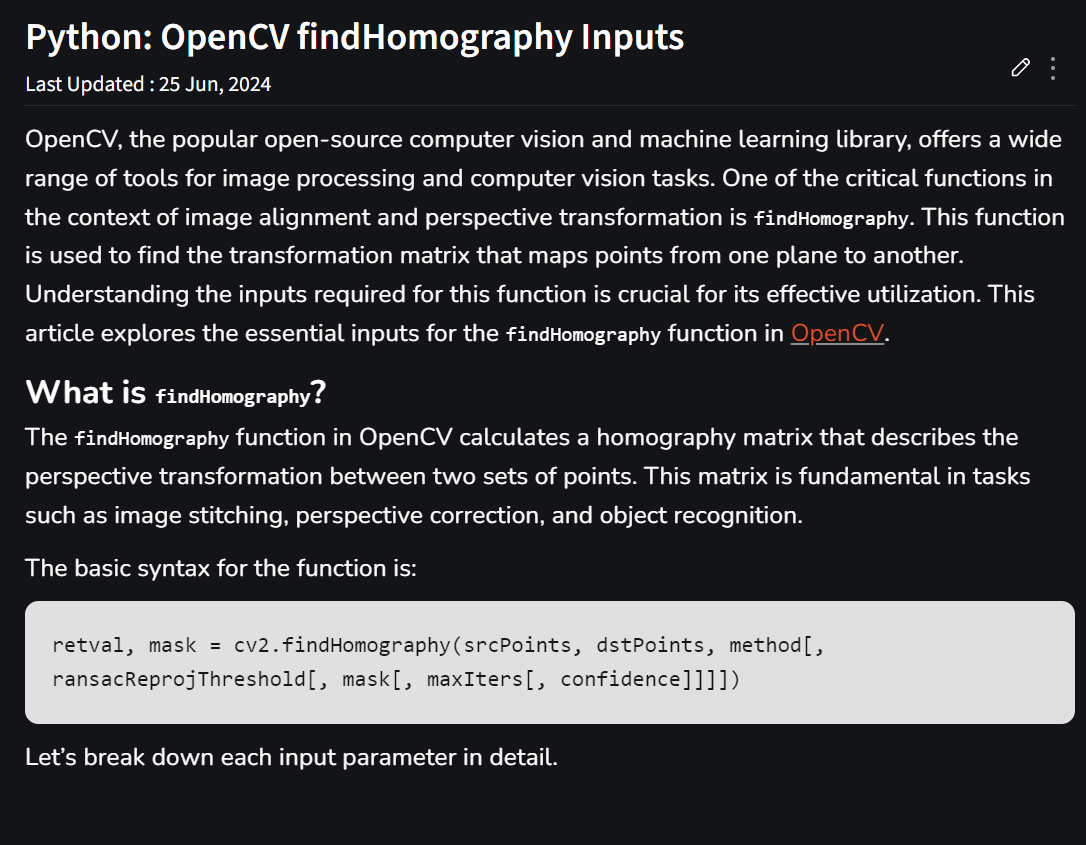 Python: OpenCV findHomography Inputs
Last Updated : 25 Jun, 2024
OpenCV, the popular open-source computer vision and machine learning library, offers a wide
range of tools for image processing and computer vision tasks. One of the critical functions in
the context of image alignment and perspective transformation is findHomography. This function
is used to find the transformation matrix that maps points from one plane to another.
Understanding the inputs required for this function is crucial for its effective utilization. This
article explores the essential inputs for the findHomography function in OpenCV.
What is findHomography?
The findHomography function in OpenCV calculates a homography matrix that describes the
perspective transformation between two sets of points. This matrix is fundamental in tasks
such as image stitching, perspective correction, and object recognition.
The basic syntax for the function is:
retval, mask = cv2.findHomography(srcPoints, dstPoints, method[,
ransacReprojThreshold[, mask[, maxIters[, confidence]]]])
Let’s break down each input parameter in detail.